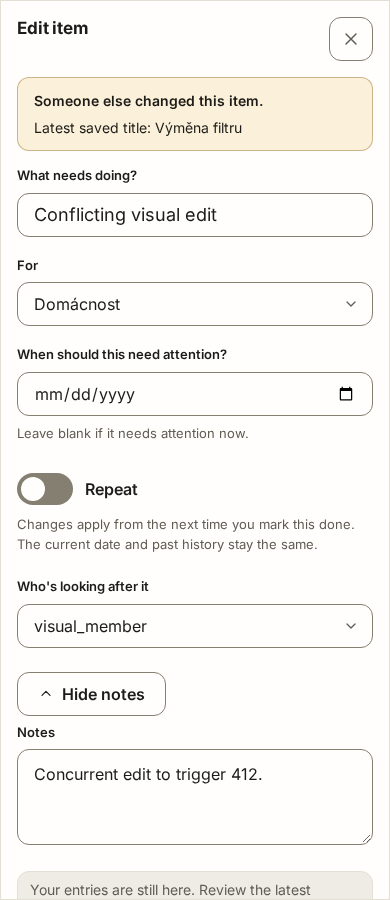 Edit item
Someone else changed this item.
Latest saved title: Výměna filtru
What needs doing?
Conflicting visual edit
For
Domácnost
When should this need attention?
mm/dd/yyyy
Leave blank if it needs attention now.
Repeat
Changes apply from the next time you mark this done.
The current date and past history stay the same.
Who's looking after it
visual_member
Hide notes
Notes
Concurrent edit to trigger 412.
Your entries are still here. Review the latest